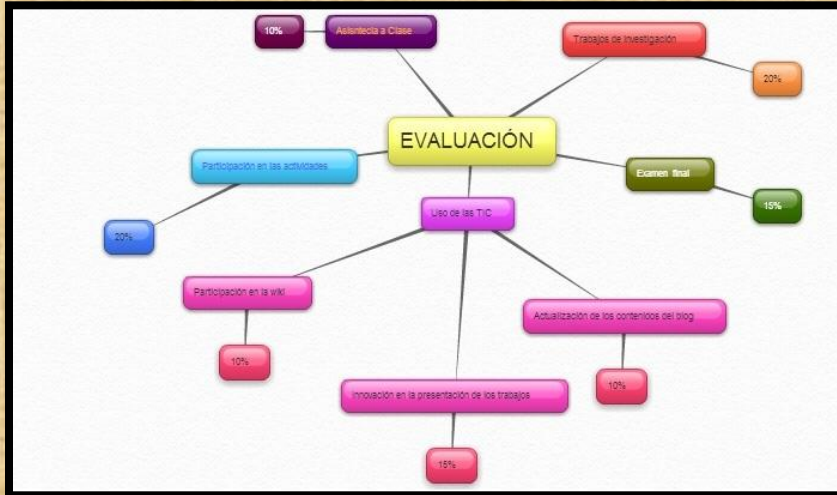 10%
Asisntecia a Clase
Trabajos de investigación
20%
EVALUACIÓN
Participación en las actividades
20%
Examen final
15%
Uso de las TIC
Participación en la wiki
10%
Actualización de los contenidos del blog
10%
Innovación en la presentación de los trabajos
15%